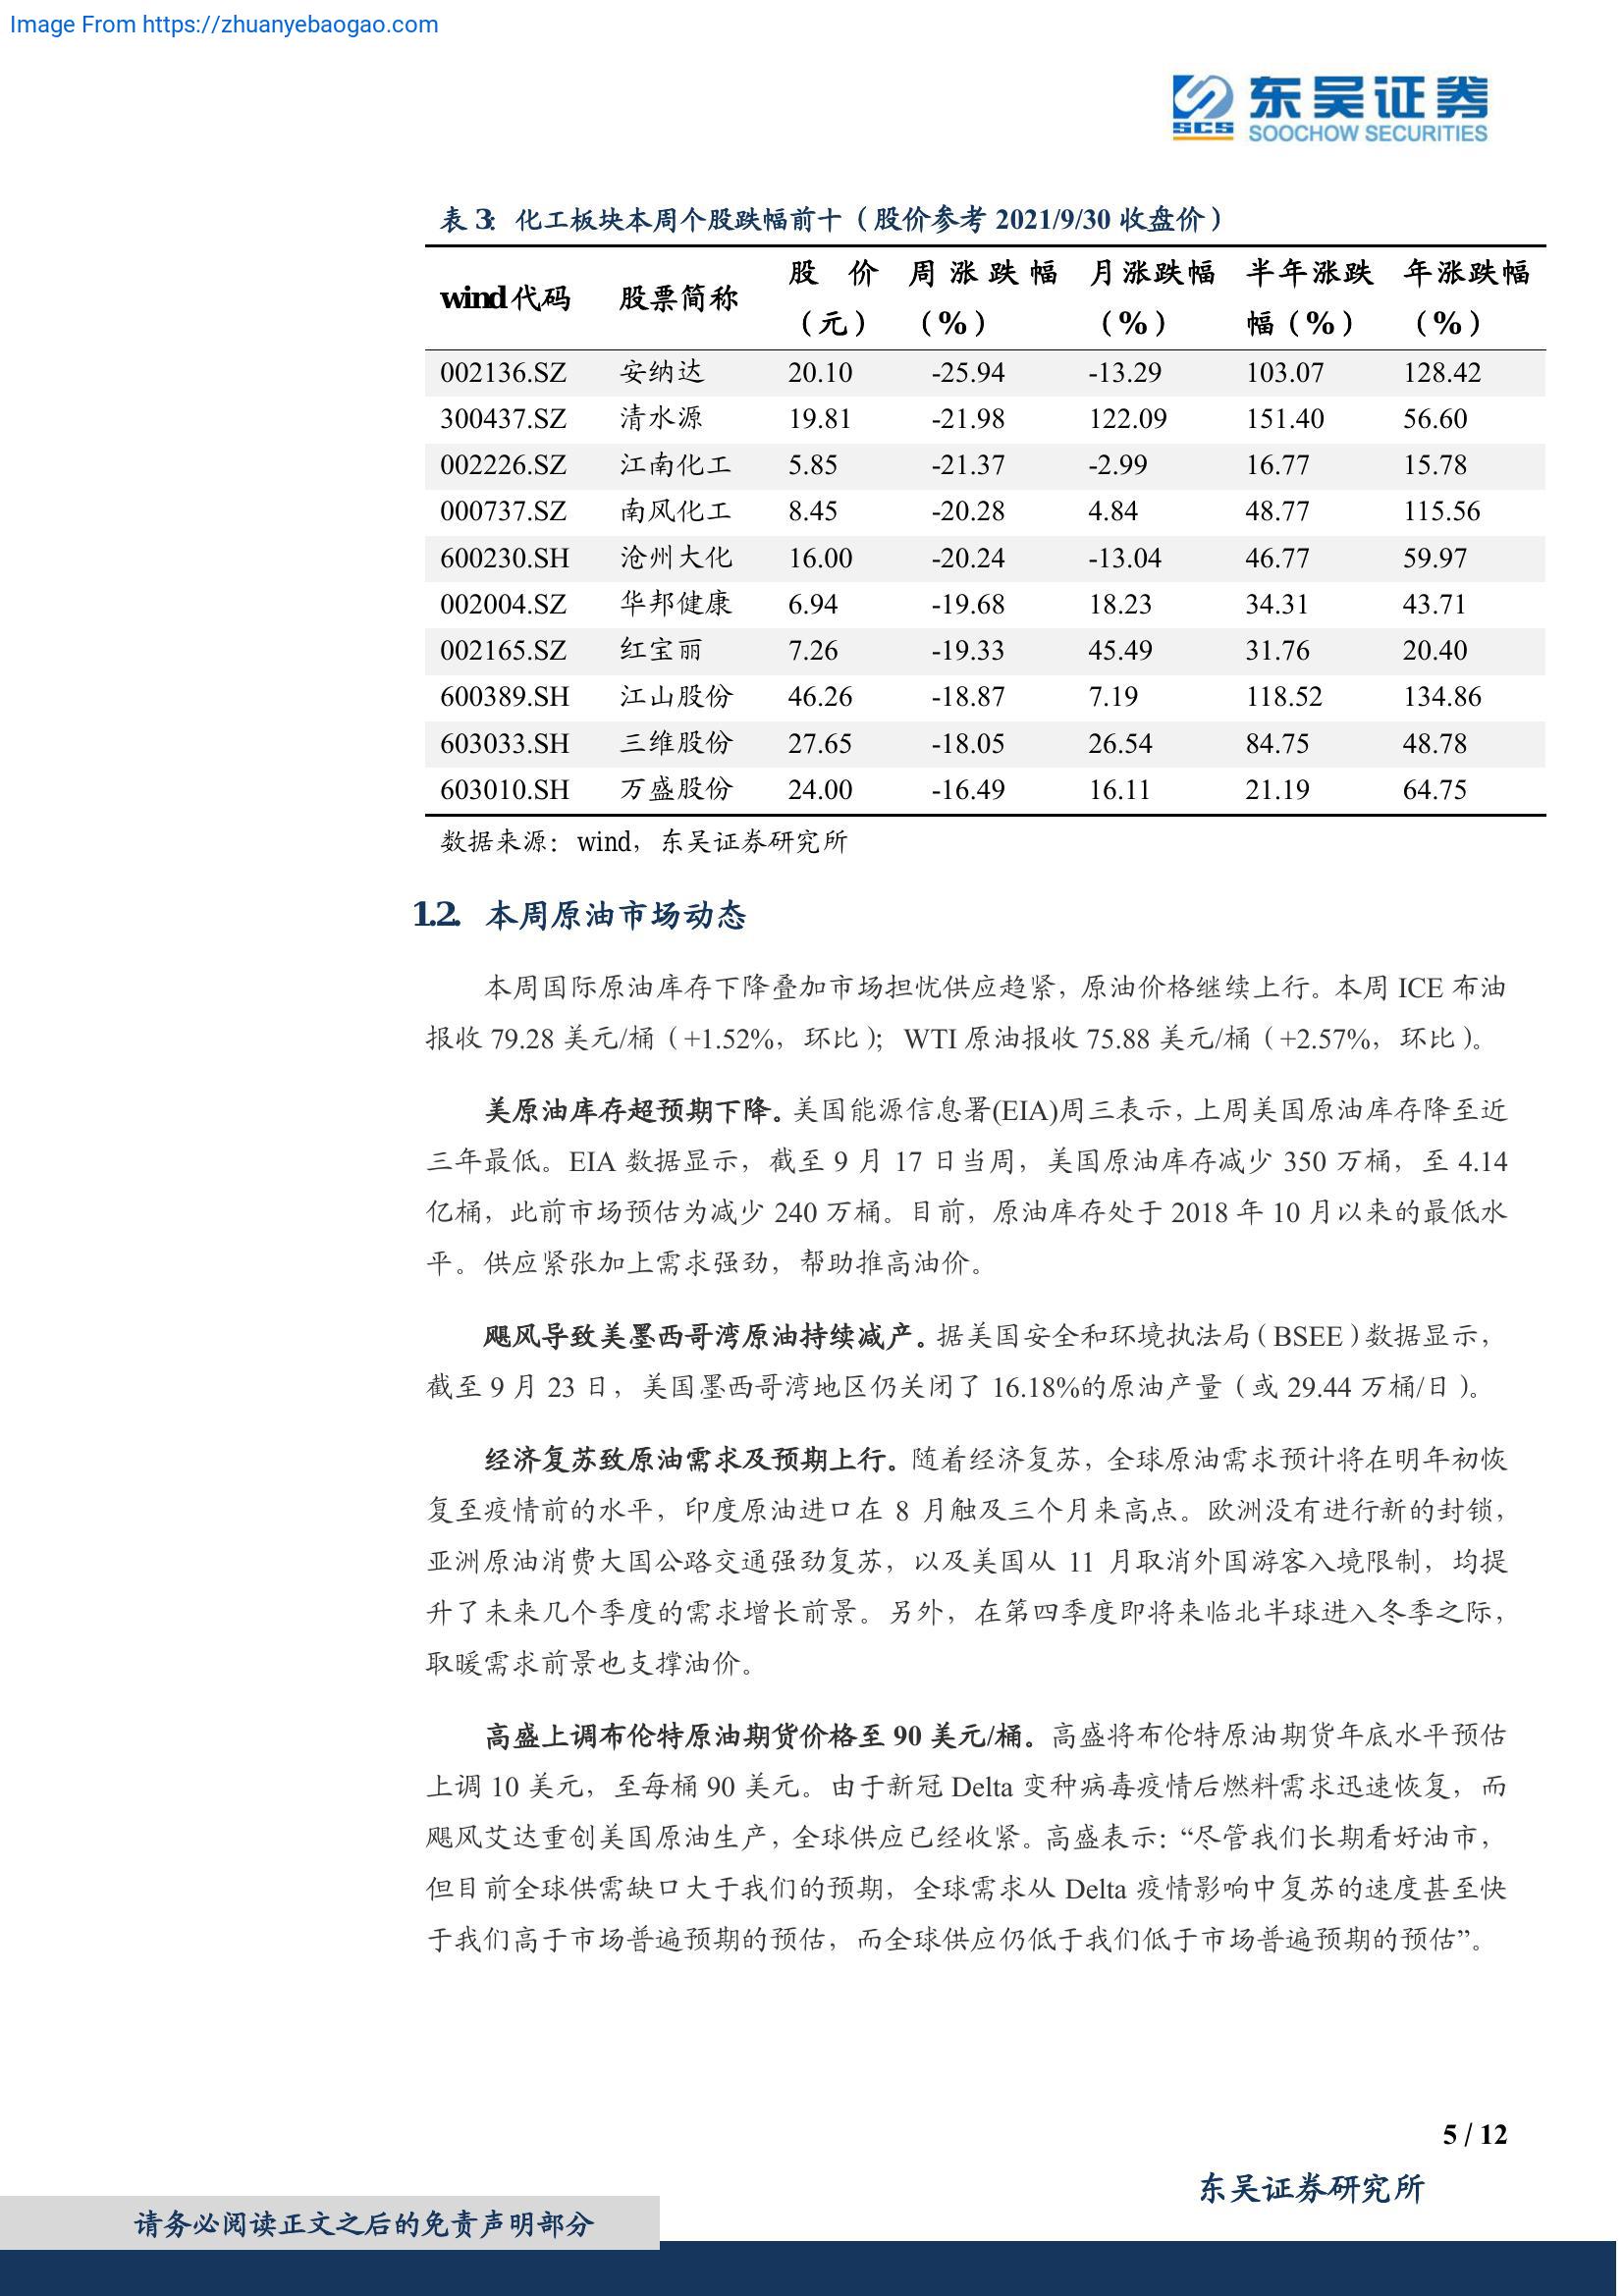 Image From https://zhuanyebaogao.com
SCS 东吴证券
SOOCHOW SECURITIES
表 3: 化工板块本周个股跌幅前十（股价参考 2021/9/30 收盘价）
wind代码 股票简称 股价（元） 周涨跌幅（%） 月涨跌幅（%） 半年涨跌幅（%） 年涨跌幅（%）
002136.SZ 安纳达 20.10 -25.94 -13.29 103.07 128.42
300437.SZ 清水源 19.81 -21.98 122.09 151.40 56.60
002226.SZ 江南化工 5.85 -21.37 -2.99 16.77 15.78
000737.SZ 南风化工 8.45 -20.28 4.84 48.77 115.56
600230.SH 沧州大化 16.00 -20.24 -13.04 46.77 59.97
002004.SZ 华邦健康 6.94 -19.68 18.23 34.31 43.71
002165.SZ 红宝丽 7.26 -19.33 45.49 31.76 20.40
600389.SH 江山股份 46.26 -18.87 7.19 118.52 134.86
603033.SH 三维股份 27.65 -18.05 26.54 84.75 48.78
603010.SH 万盛股份 24.00 -16.49 16.11 21.19 64.75
数据来源：wind，东吴证券研究所
1.2. 本周原油市场动态
本周国际原油库存下降叠加市场担忧供应趋紧，原油价格继续上行。本周 ICE 布油
报收 79.28 美元/桶（+1.52%，环比）；WTI 原油报收 75.88 美元/桶（+2.57%，环比）。
美原油库存超预期下降。美国能源信息署(EIA)周三表示，上周美国原油库存降至近
三年最低。EIA 数据显示，截至 9 月 17 日当周，美国原油库存减少 350 万桶，至 4.14
亿桶，此前市场预估为减少 240 万桶。目前，原油库存处于 2018 年 10 月以来的最低水
平。供应紧张加上需求强劲，帮助推高油价。
飓风导致美墨西哥湾原油持续减产。据美国安全和环境执法局（BSEE）数据显示，
截至 9 月 23 日，美国墨西哥湾地区仍关闭了 16.18%的原油产量（或 29.44 万桶/日）。
经济复苏致原油需求及预期上行。随着经济复苏，全球原油需求预计将在明年初恢
复至疫情前的水平，印度原油进口在 8 月触及三个月来高点。欧洲没有进行新的封锁，
亚洲原油消费大国公路交通强劲复苏，以及美国从 11 月取消外国游客入境限制，均提
升了未来几个季度的需求增长前景。另外，在第四季度即将来临北半球进入冬季之际，
取暖需求前景也支撑油价。
高盛上调布伦特原油期货价格至 90 美元/桶。高盛将布伦特原油期货年底水平预估
上调 10 美元，至每桶 90 美元。由于新冠 Delta 变种病毒疫情后燃料需求迅速恢复，而
飓风艾达重创美国原油生产，全球供应已经收紧。高盛表示：“尽管我们长期看好油市，
但目前全球供需缺口大于我们的预期，全球需求从 Delta 疫情影响中复苏的速度甚至快
于我们高于市场普遍预期的预估，而全球供应仍低于我们低于市场普遍预期的预估”。
5 / 12
东吴证券研究所
请务必阅读正文之后的免责声明部分